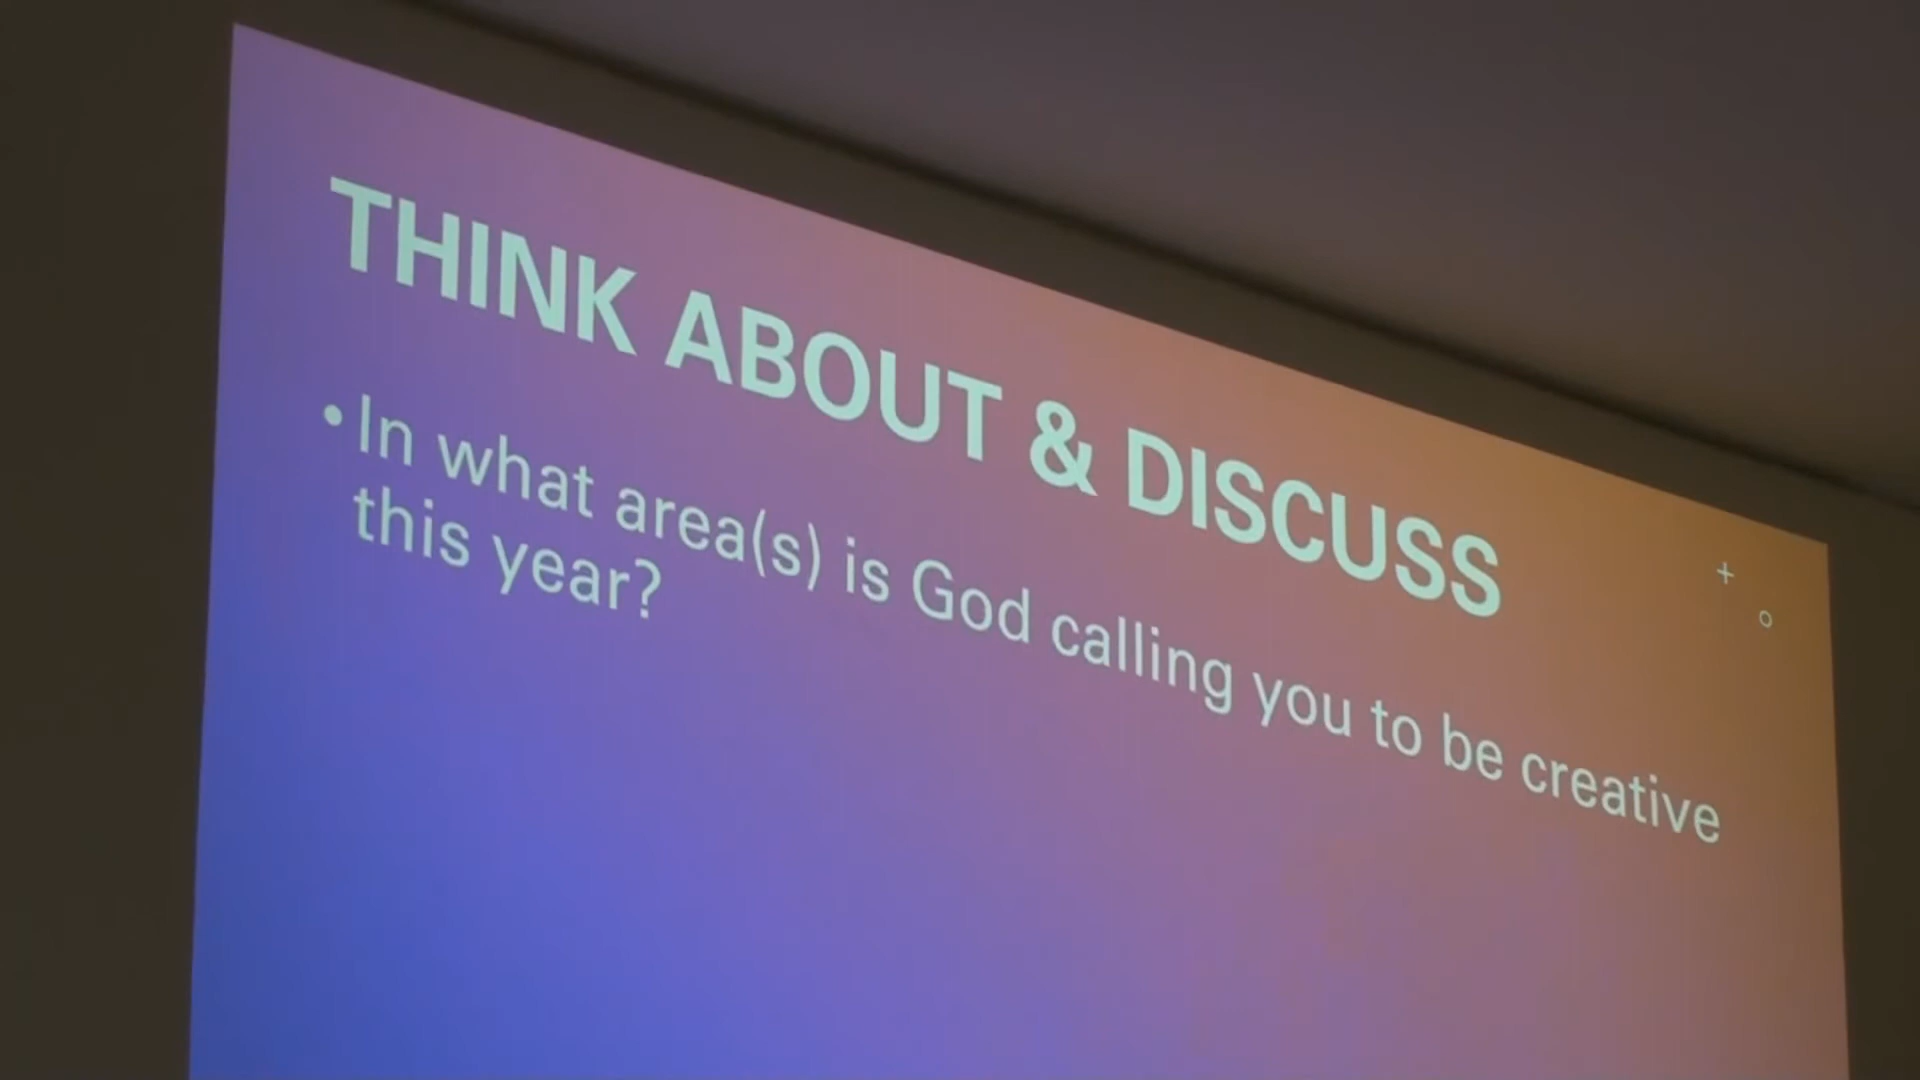 THINK ABOUT & DISCUSS
• In what area(s) is God calling you to be creative
this year?